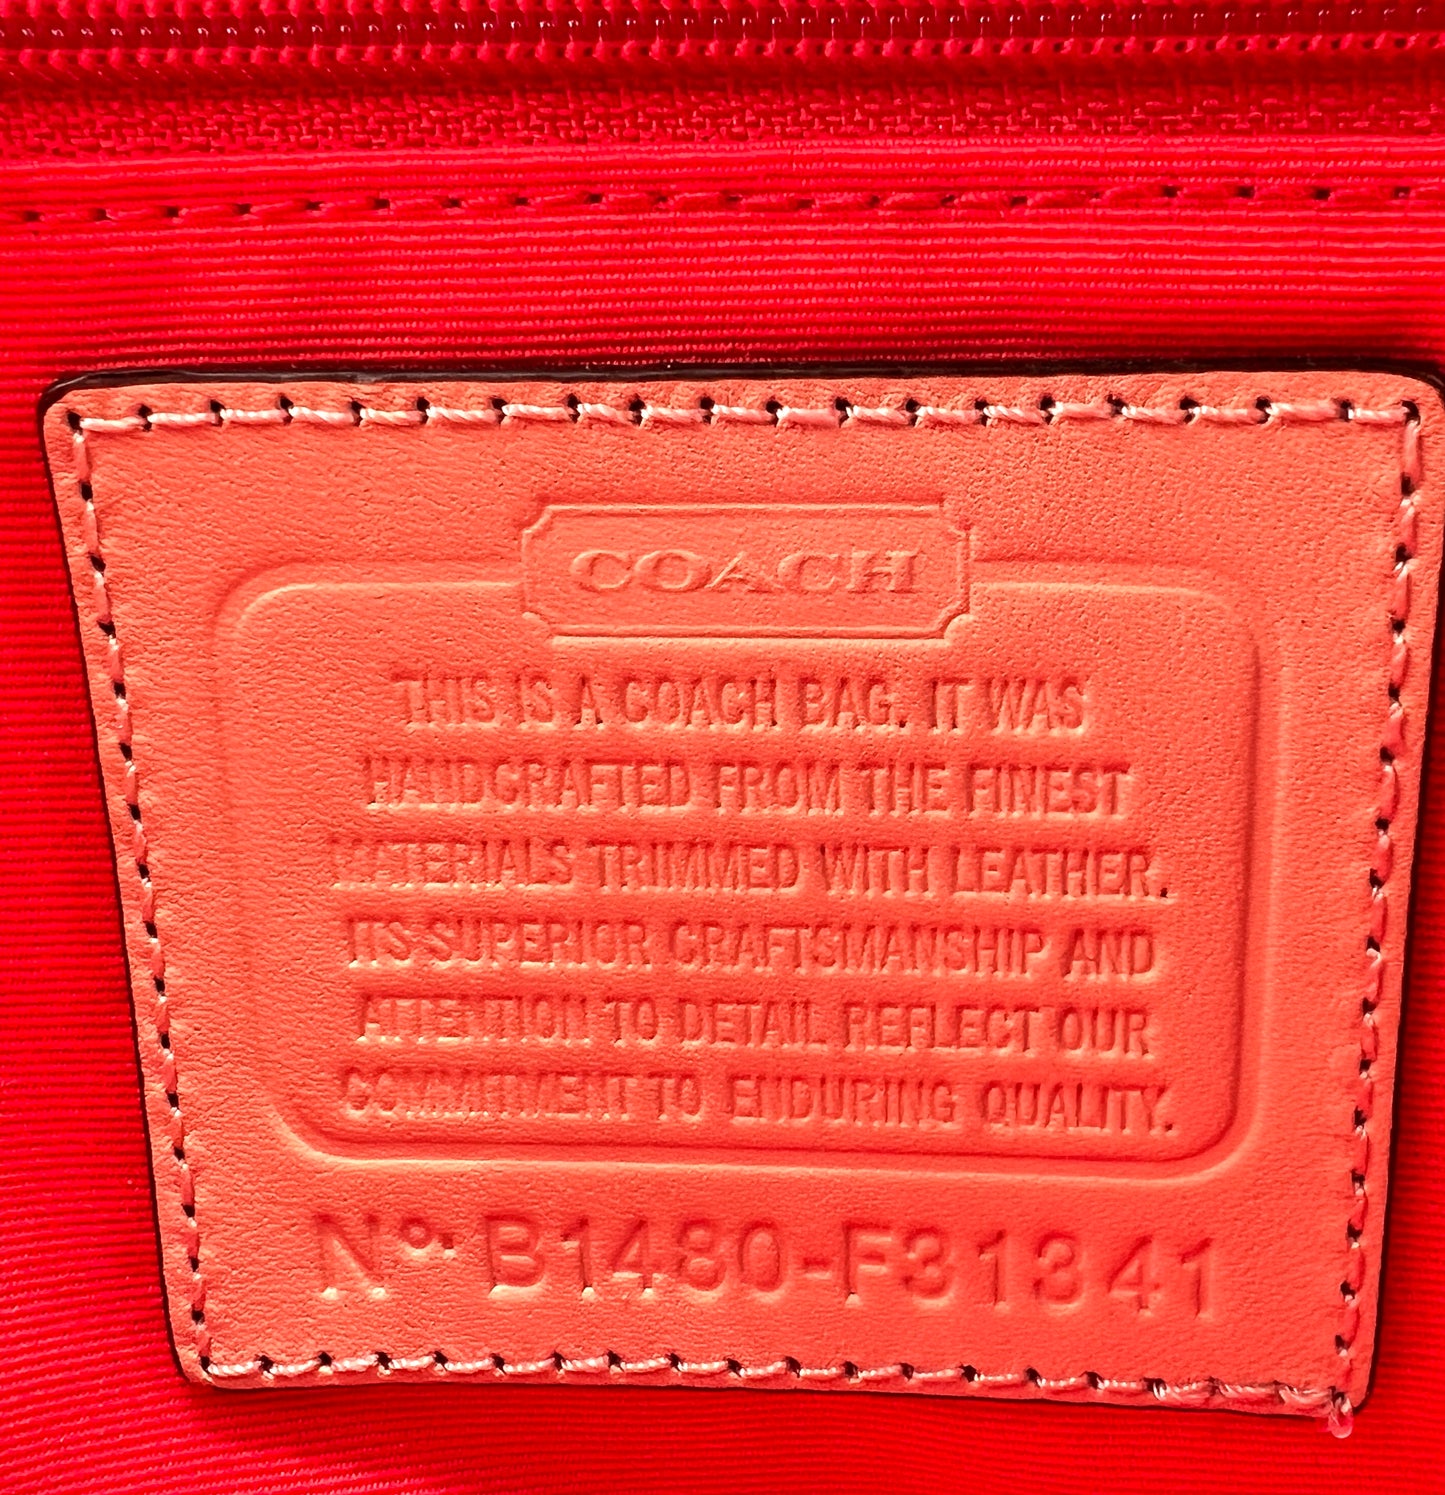 COACH
THIS IS A COACH BAG. IT WAS
HANDCRAFTED FROM THE FINEST
MATERIALS TRIMMED WITH LEATHER.
ITS SUPERIOR CRAFTSMANSHIP AND
ATTENTION TO DETAIL REFLECT OUR
COMMITMENT TO ENDURING QUALITY.
Nº. B1480-F31341